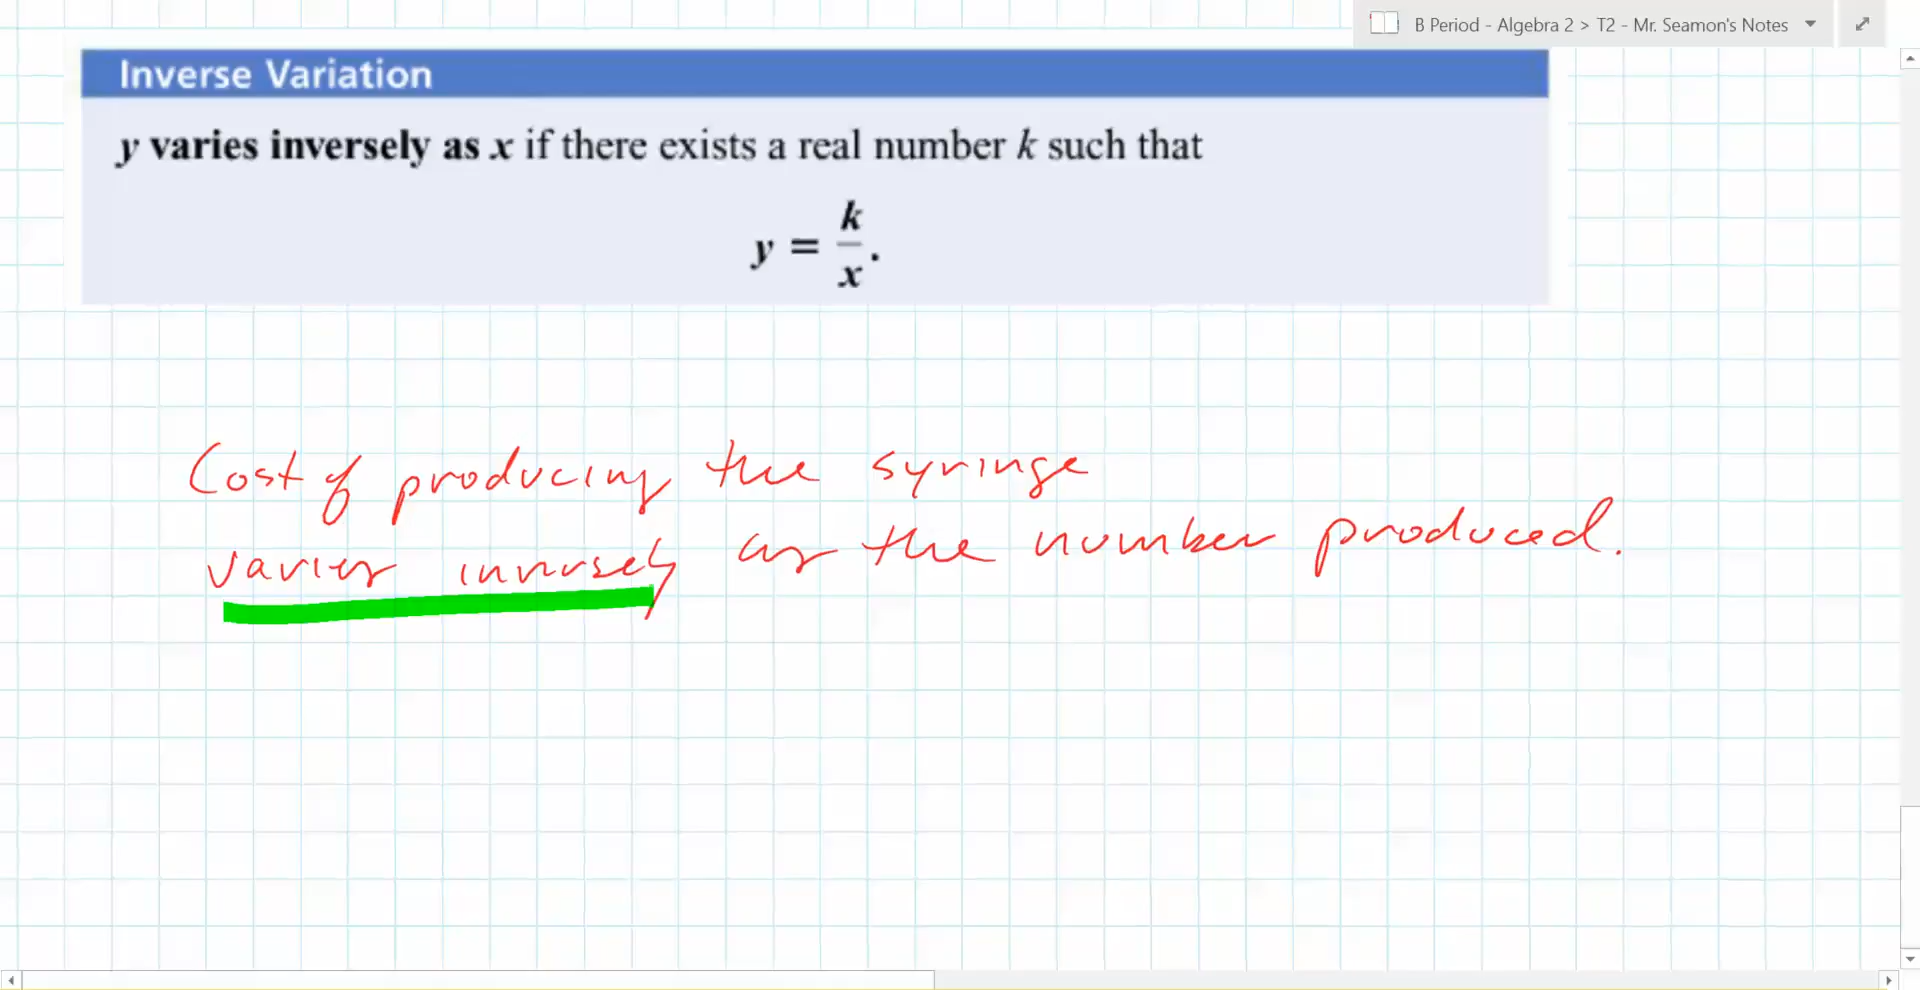 B Period - Algebra 2 > T2 - Mr. Seamon's Notes
Inverse Variation
y varies inversely as x if there exists a real number k such that
y = k/x.
Cost of producing the syringe
varies inversely as the number produced.